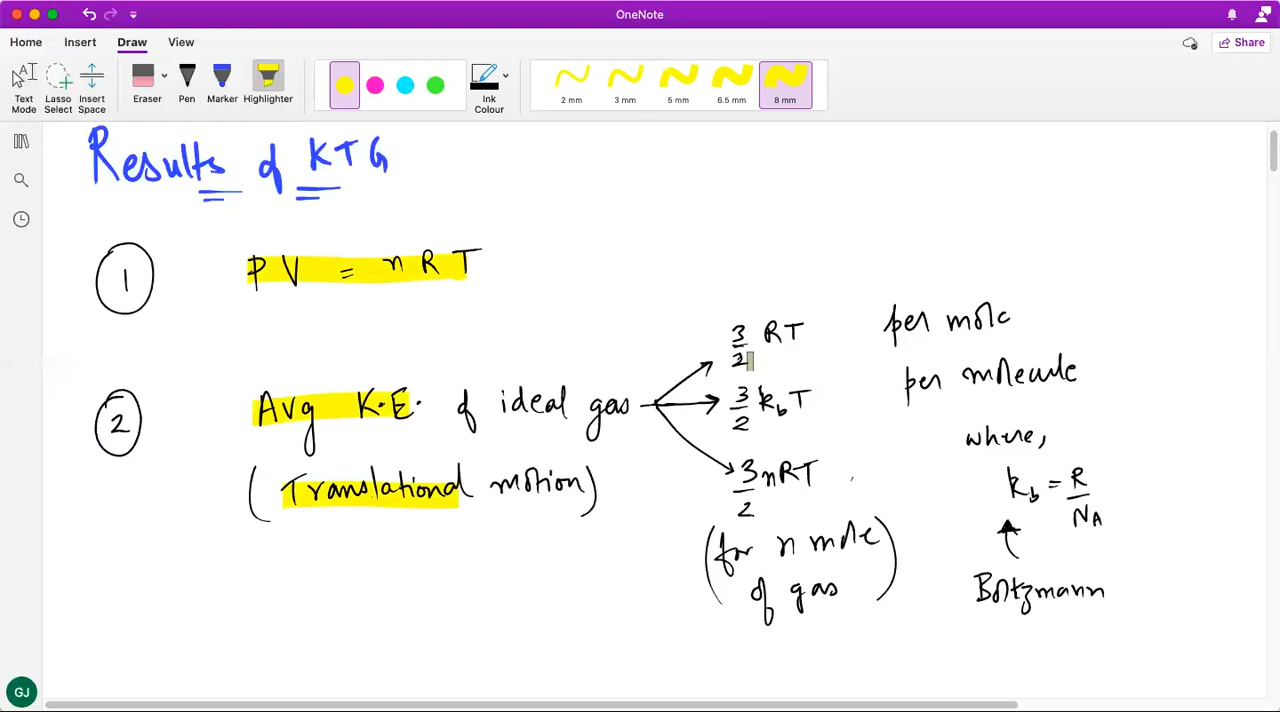 OneNote
Home Insert Draw View
Share
Text Mode
Lasso Select
Insert Space
Eraser
Pen
Marker
Highlighter
Ink Colour
2 mm
3 mm
5 mm
6.5 mm
8 mm
Results of KTG
1 PV = nRT
2 Avg K.E. of ideal gas
(Translational motion)
3/2 RT per mole
3/2 k_b T per molecule
3/2 nRT
(for n mole
of gas)
where,
k_b = R/N_A
Boltzmann
GJ